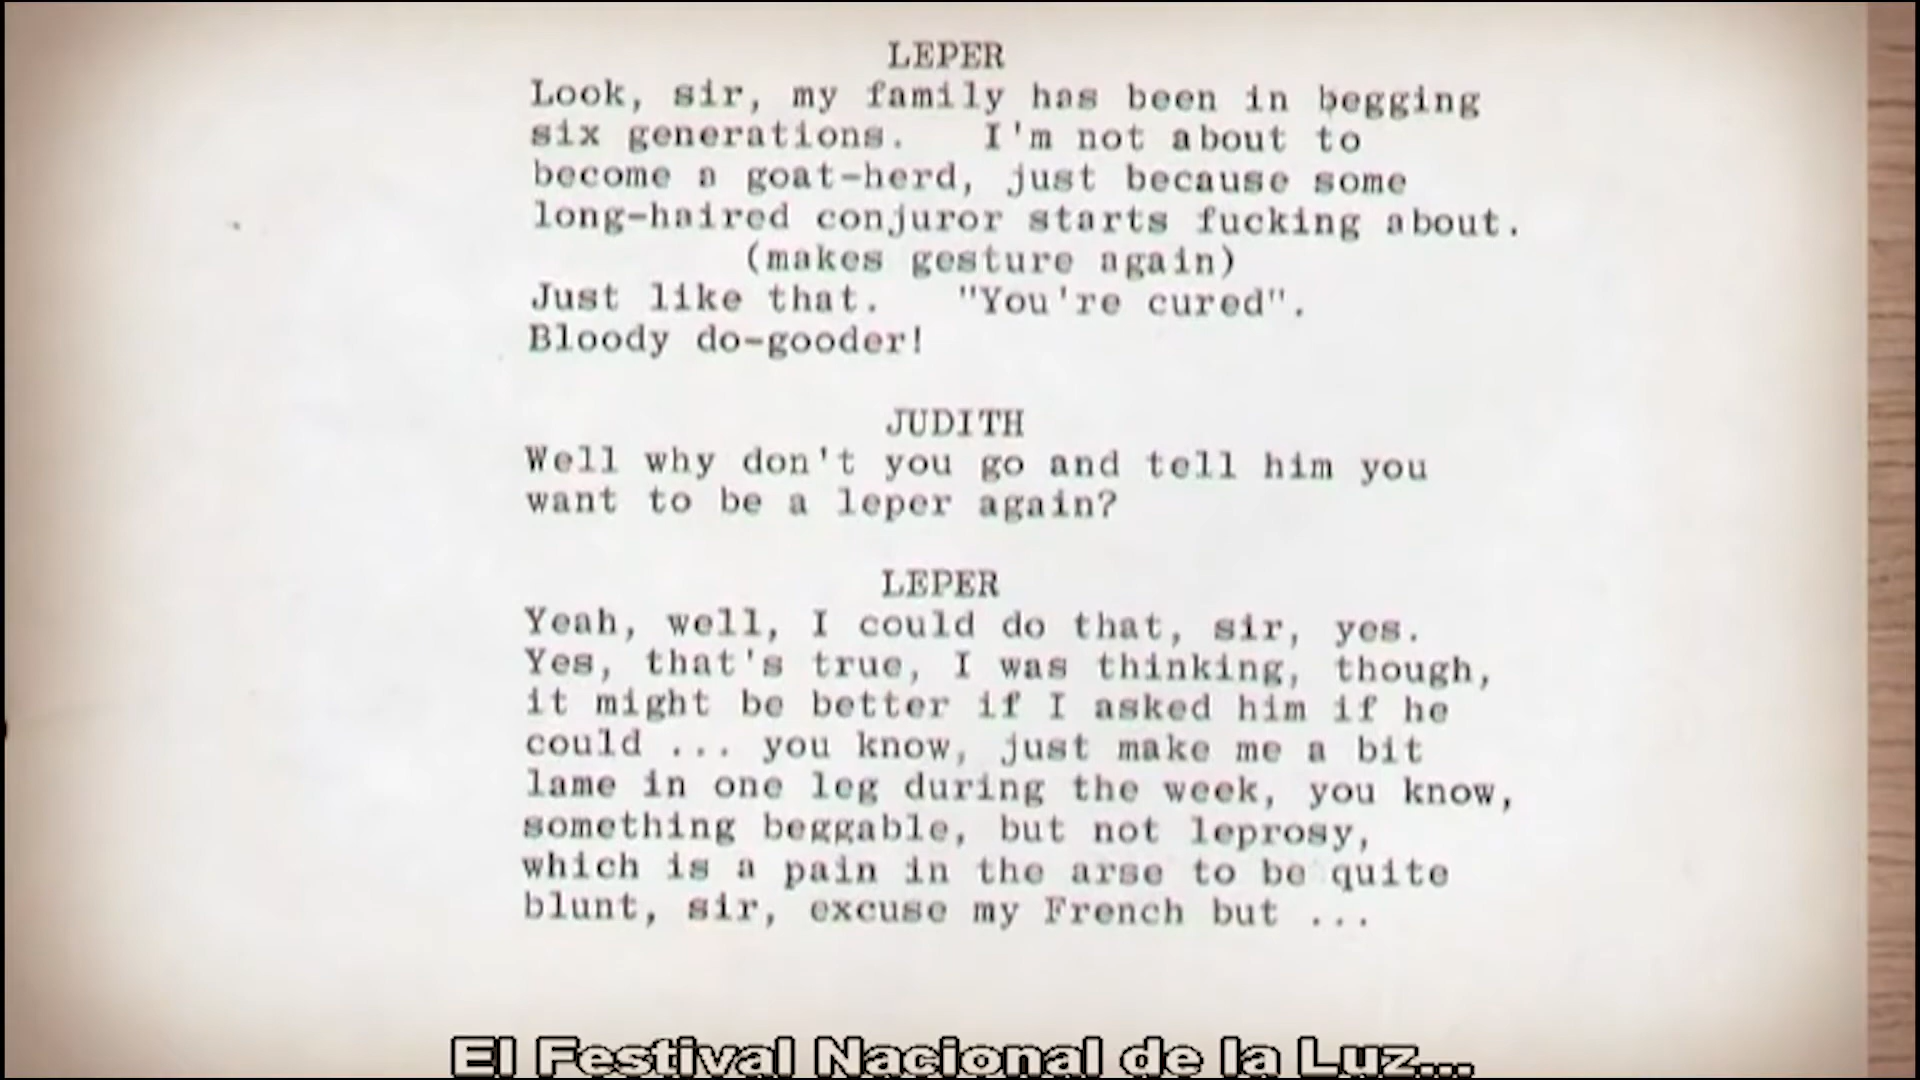 LEPER
Look, sir, my family has been in begging
six generations. I'm not about to
become a goat-herd, just because some
long-haired conjuror starts fucking about.
(makes gesture again)
Just like that. "You're cured".
Bloody do-gooder!
JUDITH
Well why don't you go and tell him you
want to be a leper again?
LEPER
Yeah, well, I could do that, sir, yes.
Yes, that's true, I was thinking, though,
it might be better if I asked him if he
could ... you know, just make me a bit
lame in one leg during the week, you know,
something beggable, but not leprosy,
which is a pain in the arse to be quite
blunt, sir, excuse my French but ...
El Festival Nacional de la Luz...